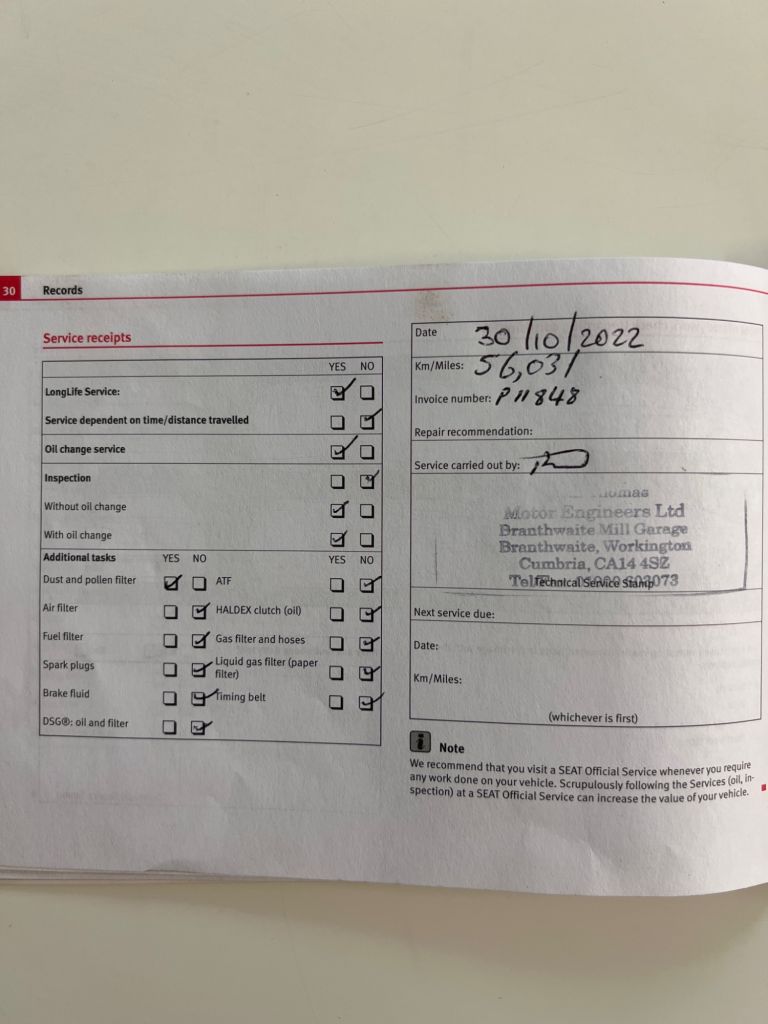 30
Records
Service receipts
YES NO
LongLife Service:
Service dependent on time/distance travelled
Oil change service
Inspection
Without oil change
With oil change
Additional tasks YES NO YES NO
Dust and pollen filter ATF
Air filter HALDEX clutch (oil)
Fuel filter Gas filter and hoses
Spark plugs Liquid gas filter (paper
filter)
Brake fluid Timing belt
DSG®: oil and filter
Date 30/10/2022
Km/Miles: 56,031
Invoice number: P11848
Repair recommendation:
Service carried out by:
Motor Engineers Ltd
Branthwaite Mill Garage
Branthwaite, Workington
Cumbria, CA14 4SZ
Technical Service Stamp
Next service due:
Date:
Km/Miles:
(whichever is first)
i Note
We recommend that you visit a SEAT Official Service whenever you require
any work done on your vehicle. Scrupulously following the Services (oil, in-
spection) at a SEAT Official Service can increase the value of your vehicle.